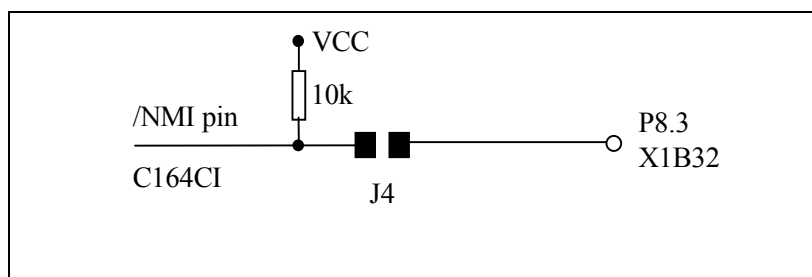 VCC
10k
/NMI pin
C164CI
J4
P8.3
X1B32